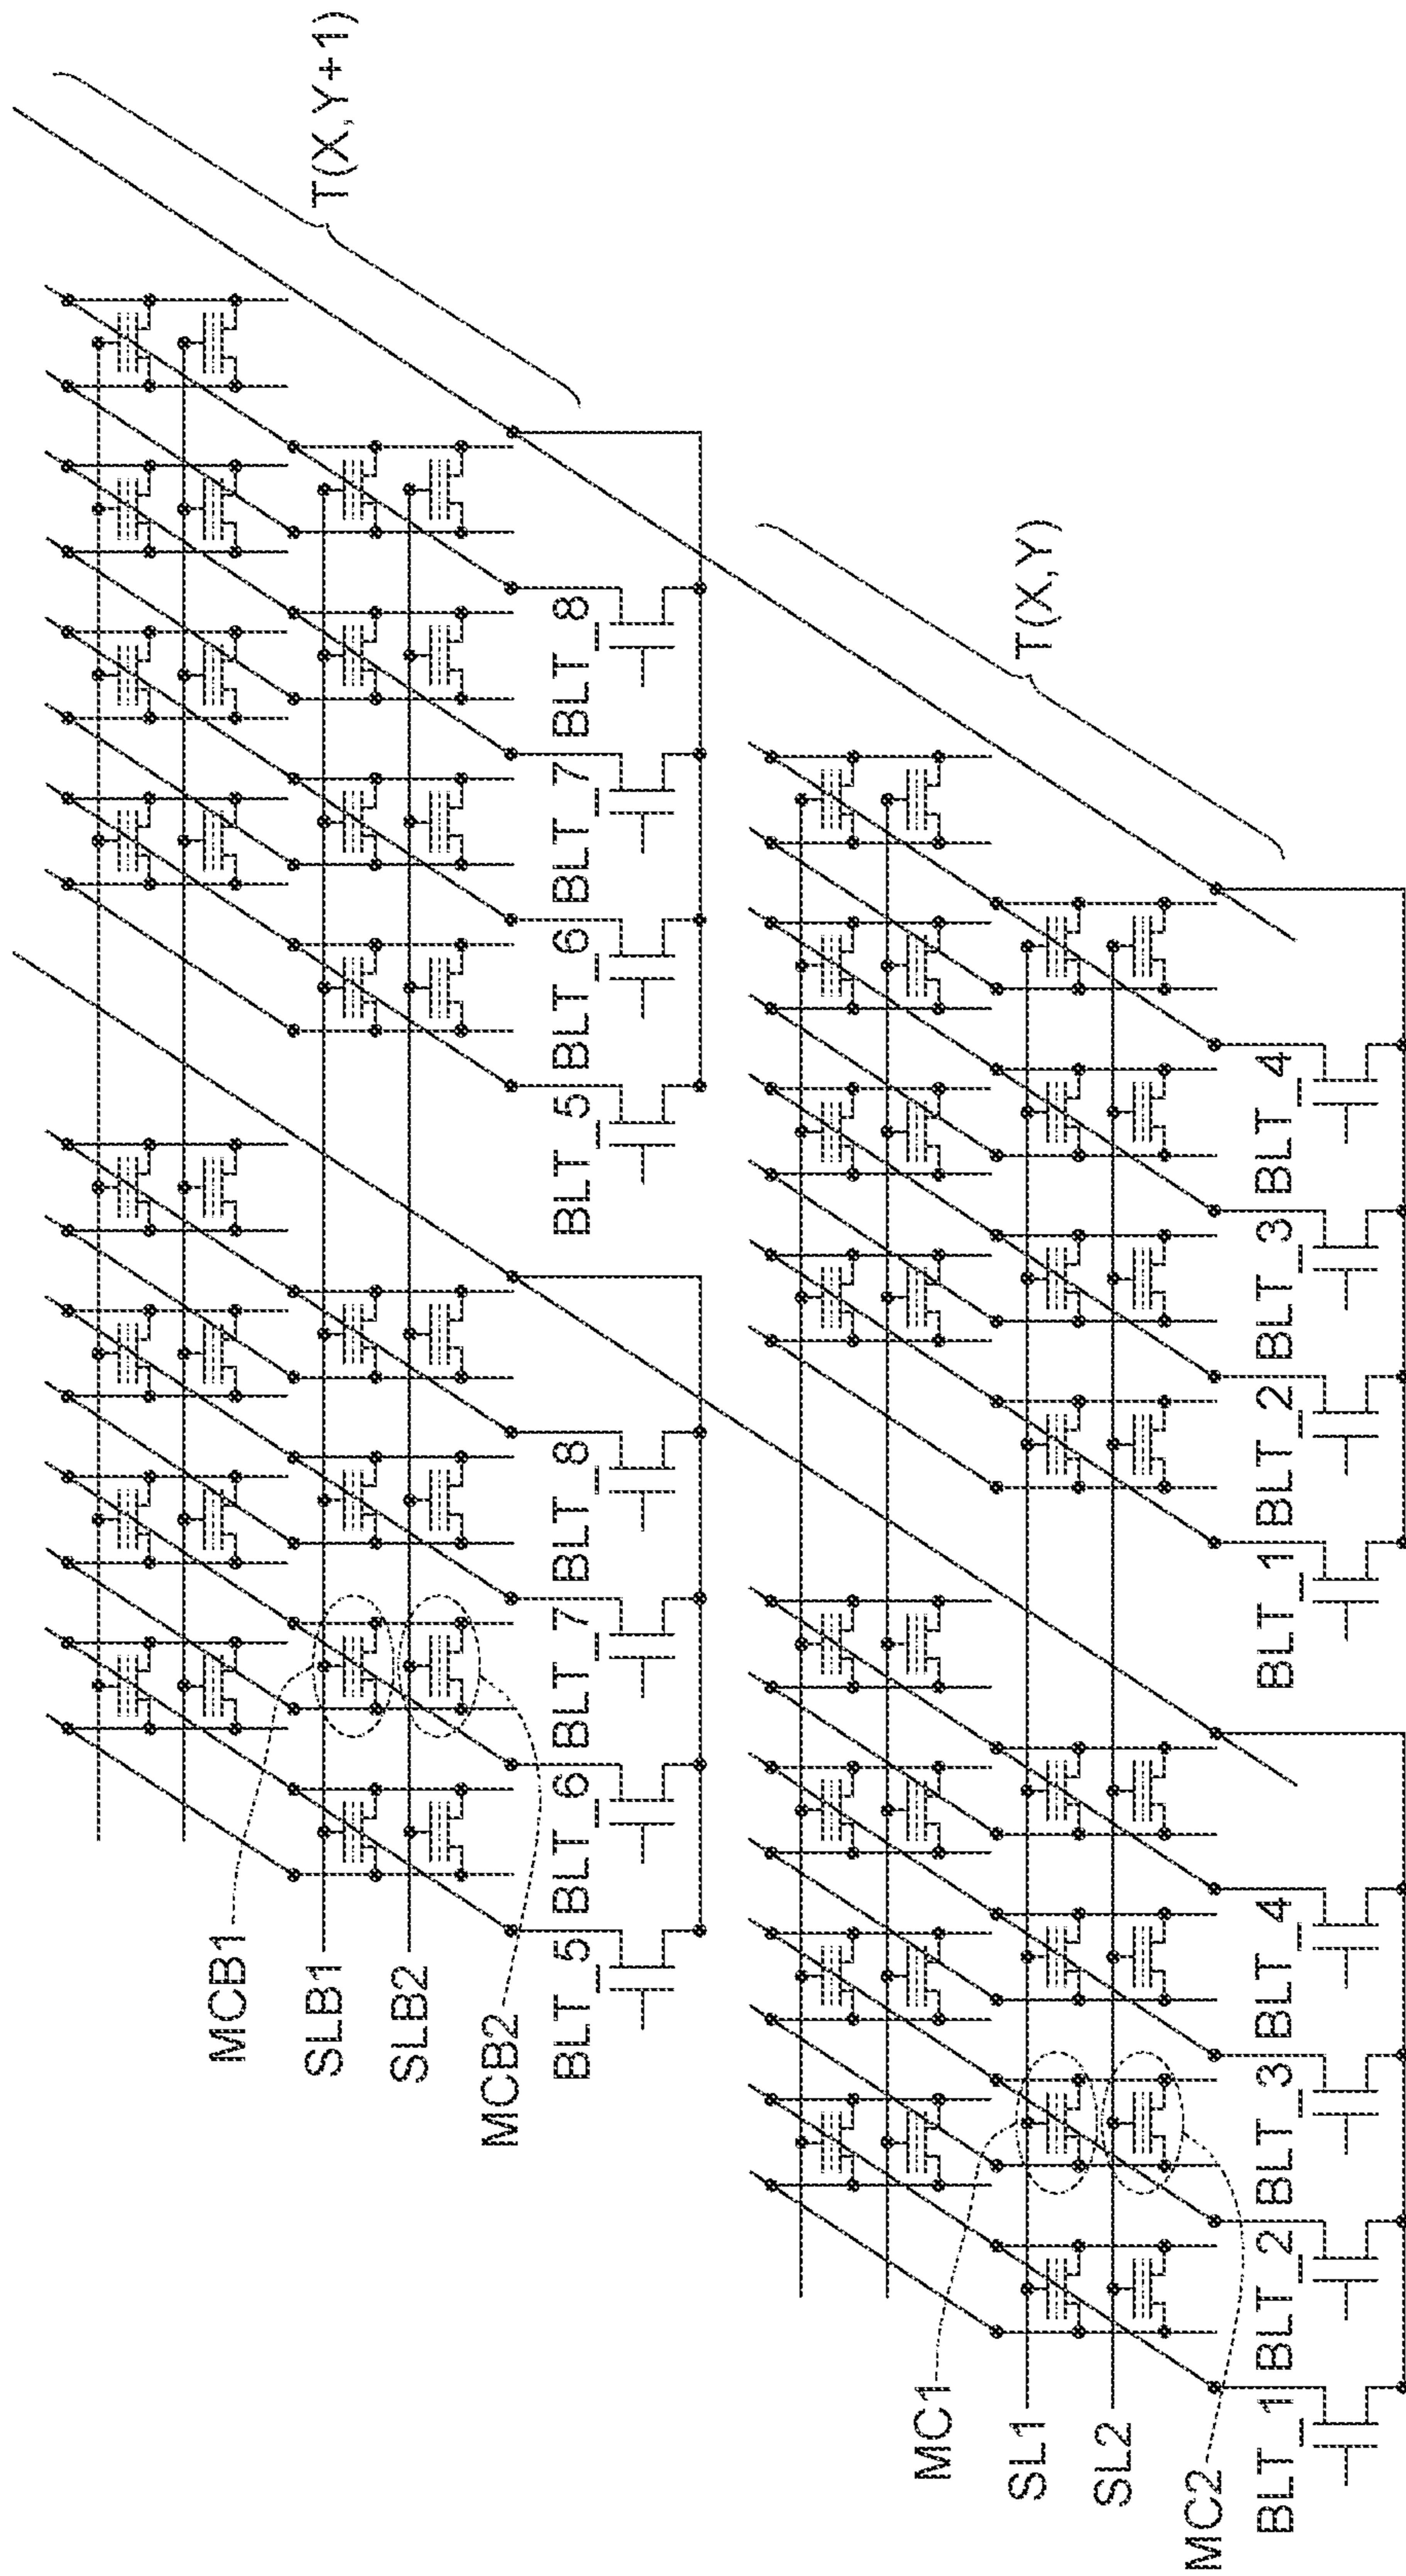 T(X,Y+1)
MCB1
SLB1
SLB2
MCB2
BLT_5 BLT_6 BLT_7 BLT_8
BLT_5 BLT_6 BLT_7 BLT_8
T(X,Y)
MC1
SL1
SL2
MC2
BLT_1 BLT_2 BLT_3 BLT_4
BLT_1 BLT_2 BLT_3 BLT_4